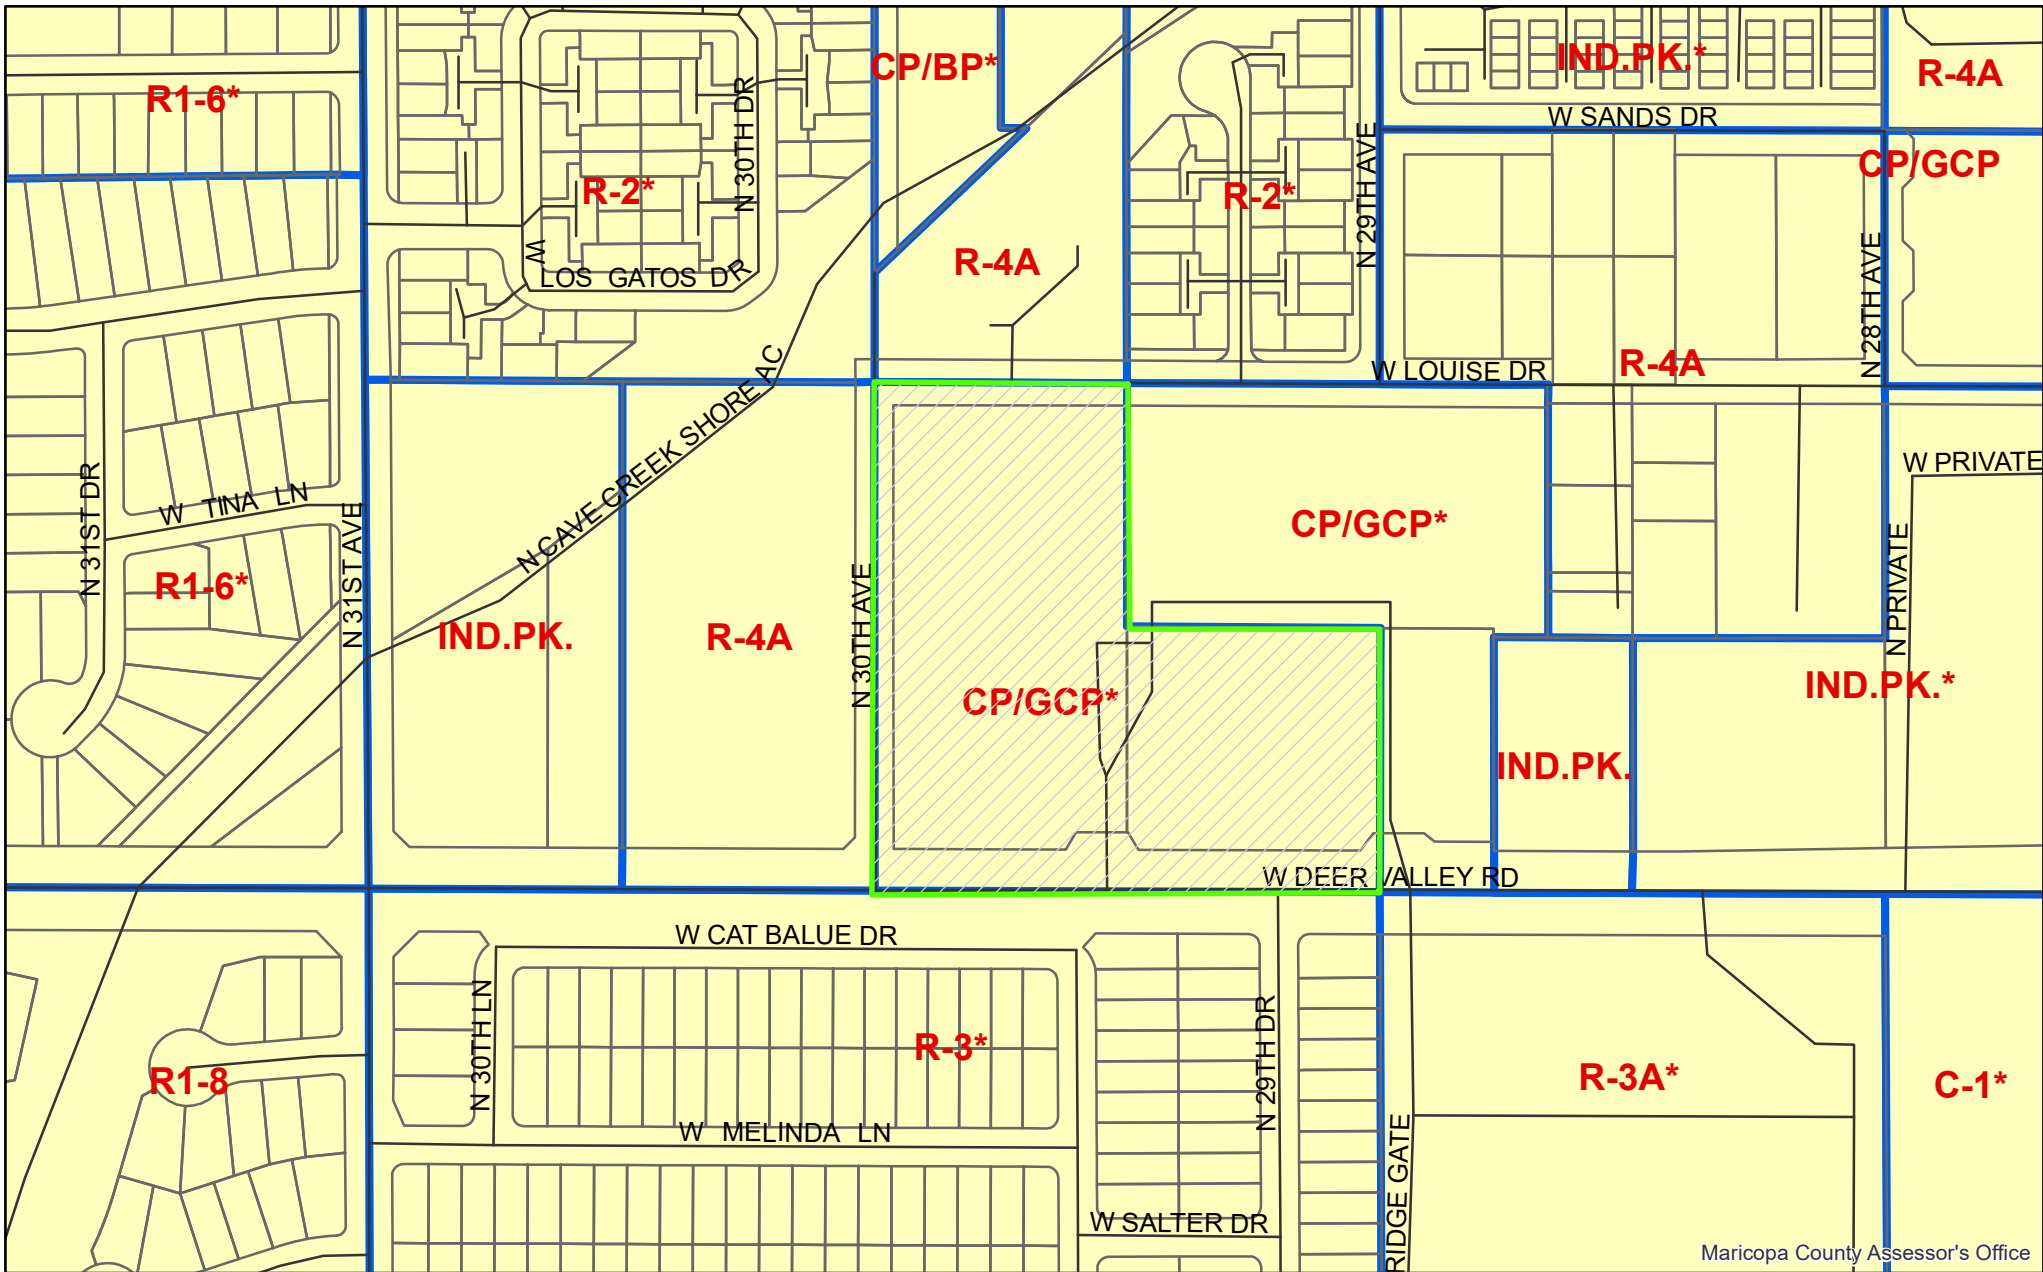 CP/BP*
IND.PK.*
R-4A
R1-6*
N 30TH DR
W SANDS DR
R-2*
R-2*
N 29TH AVE
CP/GCP
W LOS GATOS DR
R-4A
N 28TH AVE
W LOUISE DR
R-4A
N CAVE CREEK SHORE AC
W PRIVATE
N 31ST DR
W TINA LN
N 31ST AVE
CP/GCP*
R1-6*
N PRIVATE
IND.PK.
R-4A
N 30TH AVE
CP/GCP*
IND.PK.*
IND.PK.
W DEER VALLEY RD
W CAT BALUE DR
N 30TH LN
R-3*
N 29TH DR
R1-8
R-3A*
C-1*
W MELINDA LN
RIDGE GATE
W SALTER DR
Maricopa County Assessor's Office